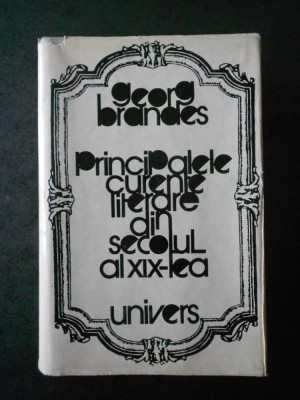 georg
brandes
principalele
curente
literare
din
secolul
al xix-lea
univers